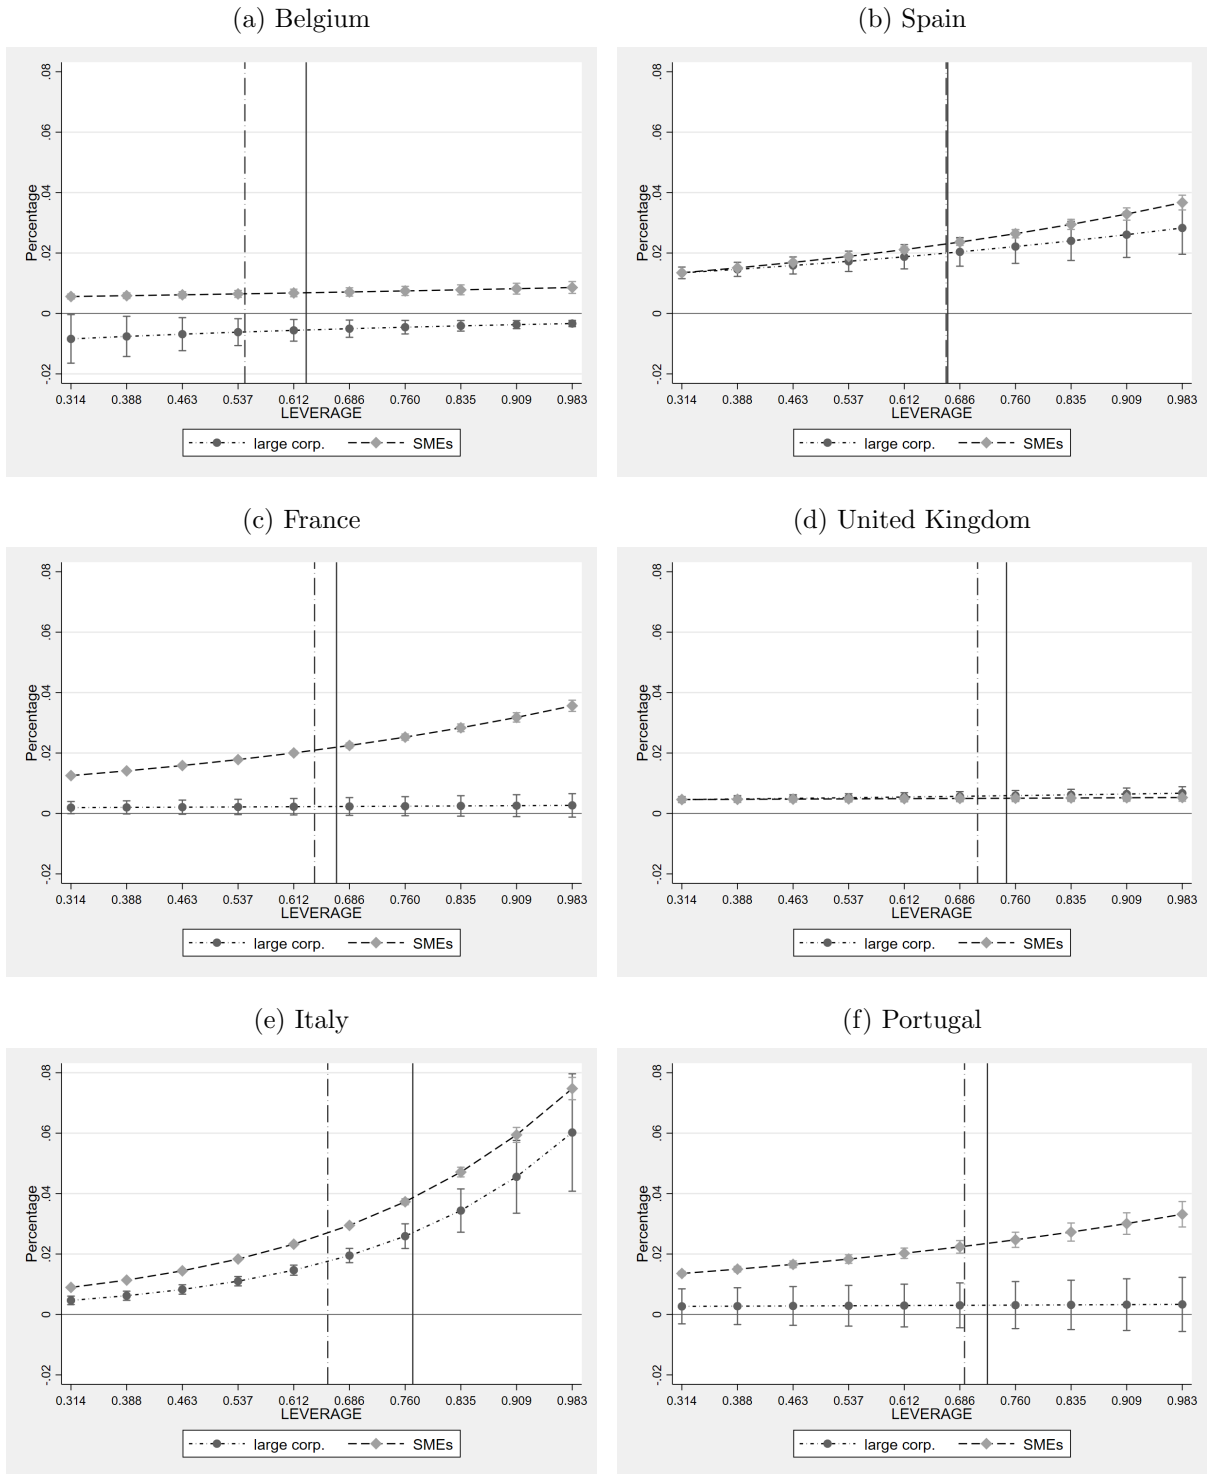 (a) Belgium
Percentage
.08
.06
.04
.02
0
-.02
0.314 0.388 0.463 0.537 0.612 0.686 0.760 0.835 0.909 0.983
LEVERAGE
large corp. SMEs
(b) Spain
Percentage
.08
.06
.04
.02
0
-.02
0.314 0.388 0.463 0.537 0.612 0.686 0.760 0.835 0.909 0.983
LEVERAGE
large corp. SMEs
(c) France
Percentage
.08
.06
.04
.02
0
-.02
0.314 0.388 0.463 0.537 0.612 0.686 0.760 0.835 0.909 0.983
LEVERAGE
large corp. SMEs
(d) United Kingdom
Percentage
.08
.06
.04
.02
0
-.02
0.314 0.388 0.463 0.537 0.612 0.686 0.760 0.835 0.909 0.983
LEVERAGE
large corp. SMEs
(e) Italy
Percentage
.08
.06
.04
.02
0
-.02
0.314 0.388 0.463 0.537 0.612 0.686 0.760 0.835 0.909 0.983
LEVERAGE
large corp. SMEs
(f) Portugal
Percentage
.08
.06
.04
.02
0
-.02
0.314 0.388 0.463 0.537 0.612 0.686 0.760 0.835 0.909 0.983
LEVERAGE
large corp. SMEs